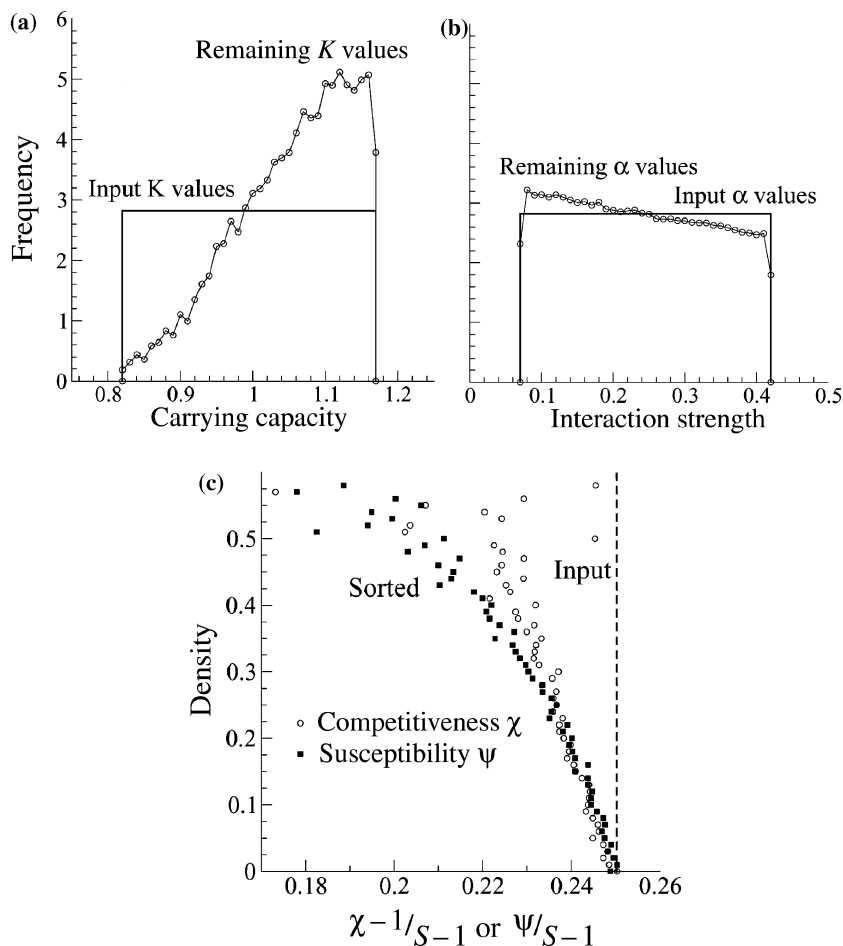 (a)
6
5
4
3
2
1
0
Frequency
Remaining K values
Input K values
0.8 0.9 1 1.1 1.2
Carrying capacity
(b)
Remaining α values
Input α values
0 0.1 0.2 0.3 0.4 0.5
Interaction strength
(c)
0.5
0.4
0.3
0.2
0.1
0
Density
Sorted
Input
Competitiveness χ
Susceptibility ψ
0.18 0.2 0.22 0.24 0.26
χ–1/S–1 or ψ/S–1